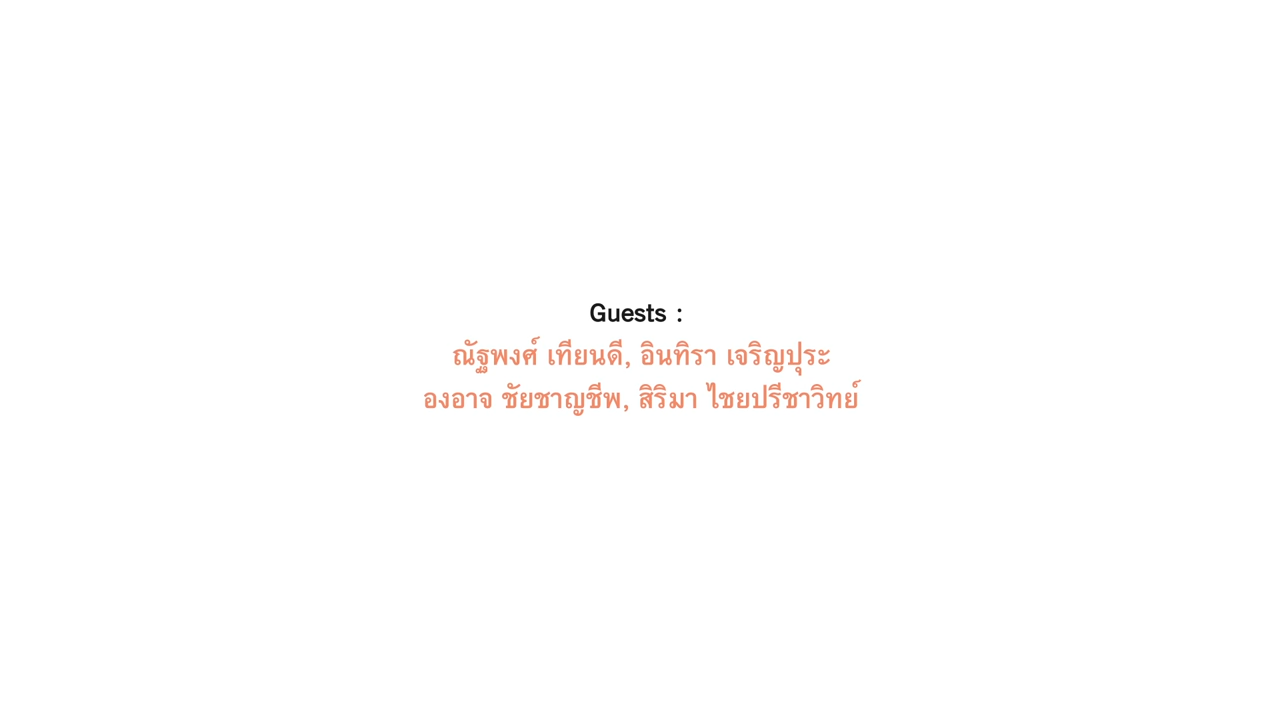 Guests :
ณัฐพงศ์ เทียนดี, อินทิรา เจริญปุระ
องอาจ ชัยชาญชีพ, สิริมา ไชยปรีชาวิทย์